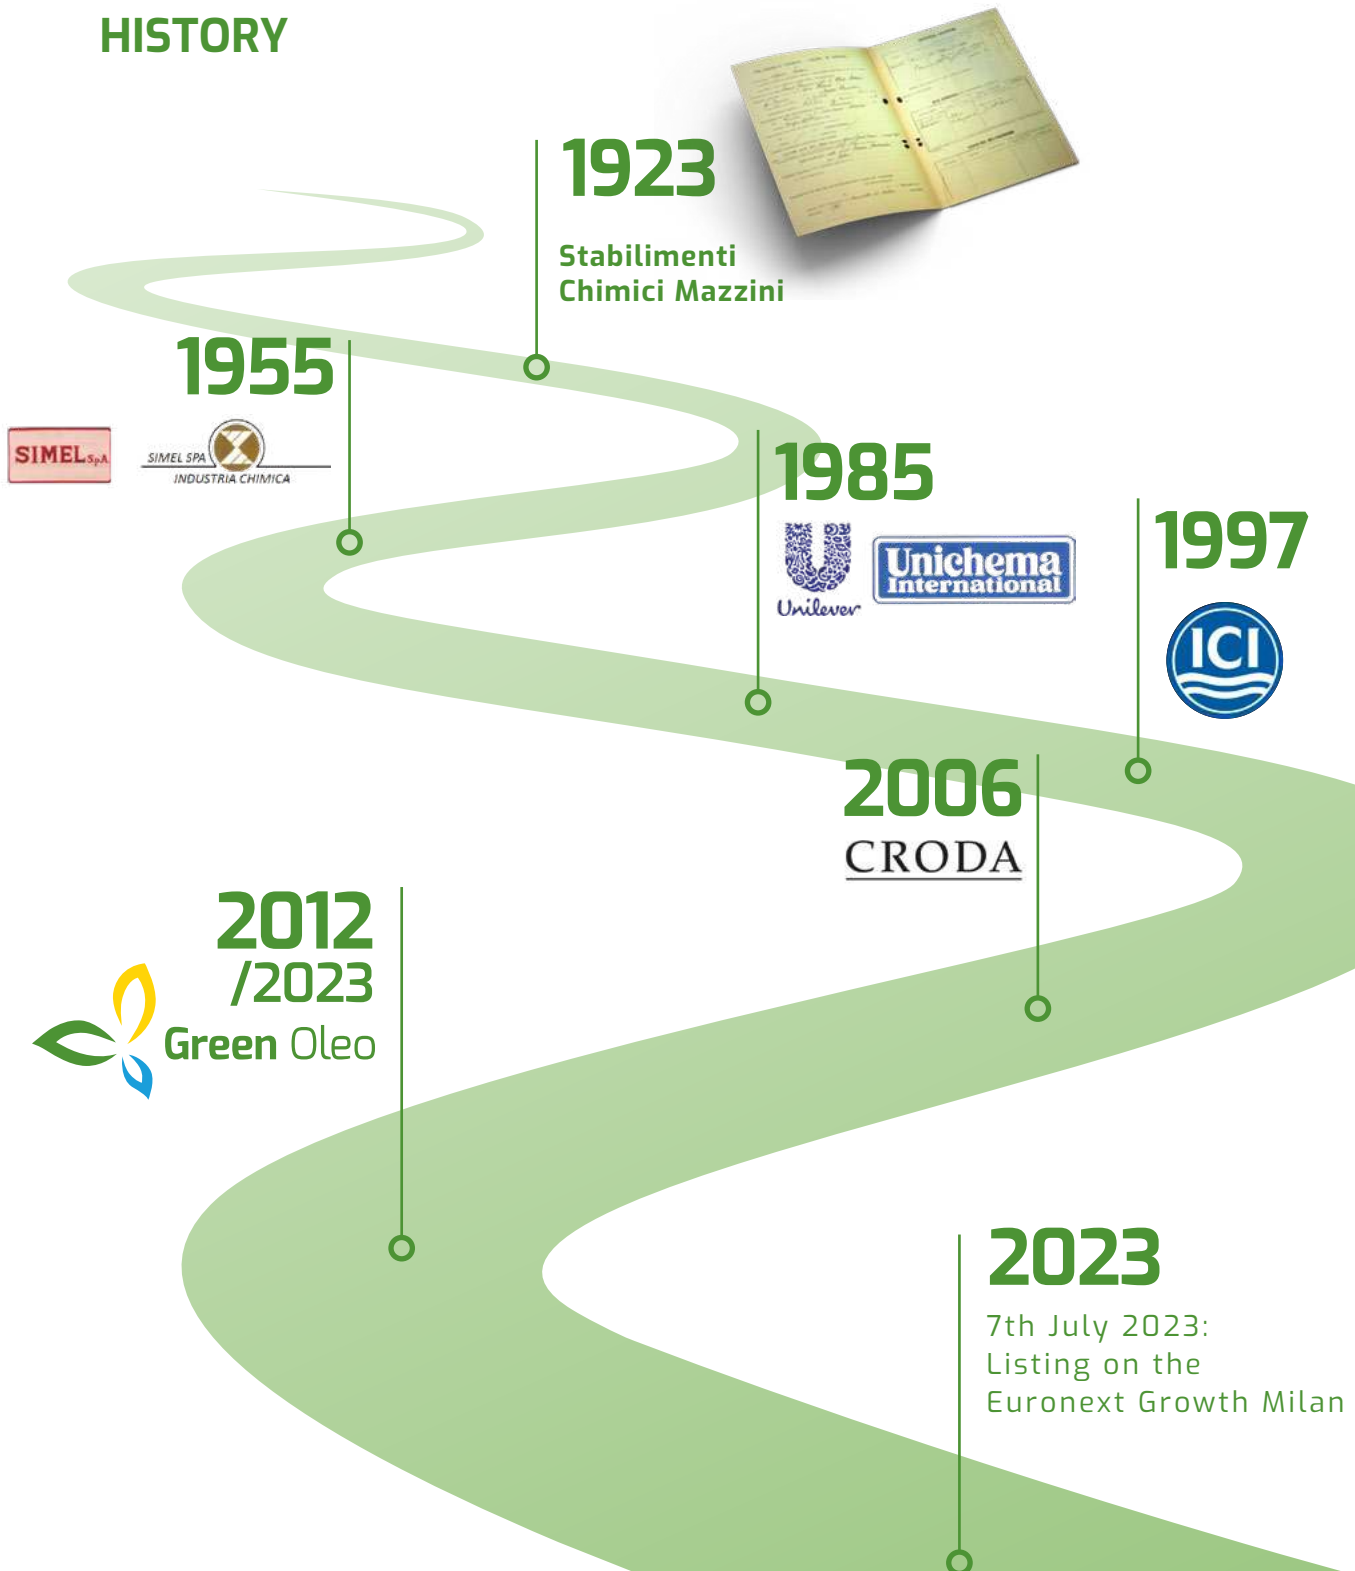 HISTORY
1923
Stabilimenti
Chimici Mazzini
1955
SIMEL S.p.A.
SIMEL SPA
INDUSTRIA CHIMICA
1985
Unilever
Unichema
International
1997
ICI
2006
CRODA
2012
/2023
Green Oleo
2023
7th July 2023:
Listing on the
Euronext Growth Milan